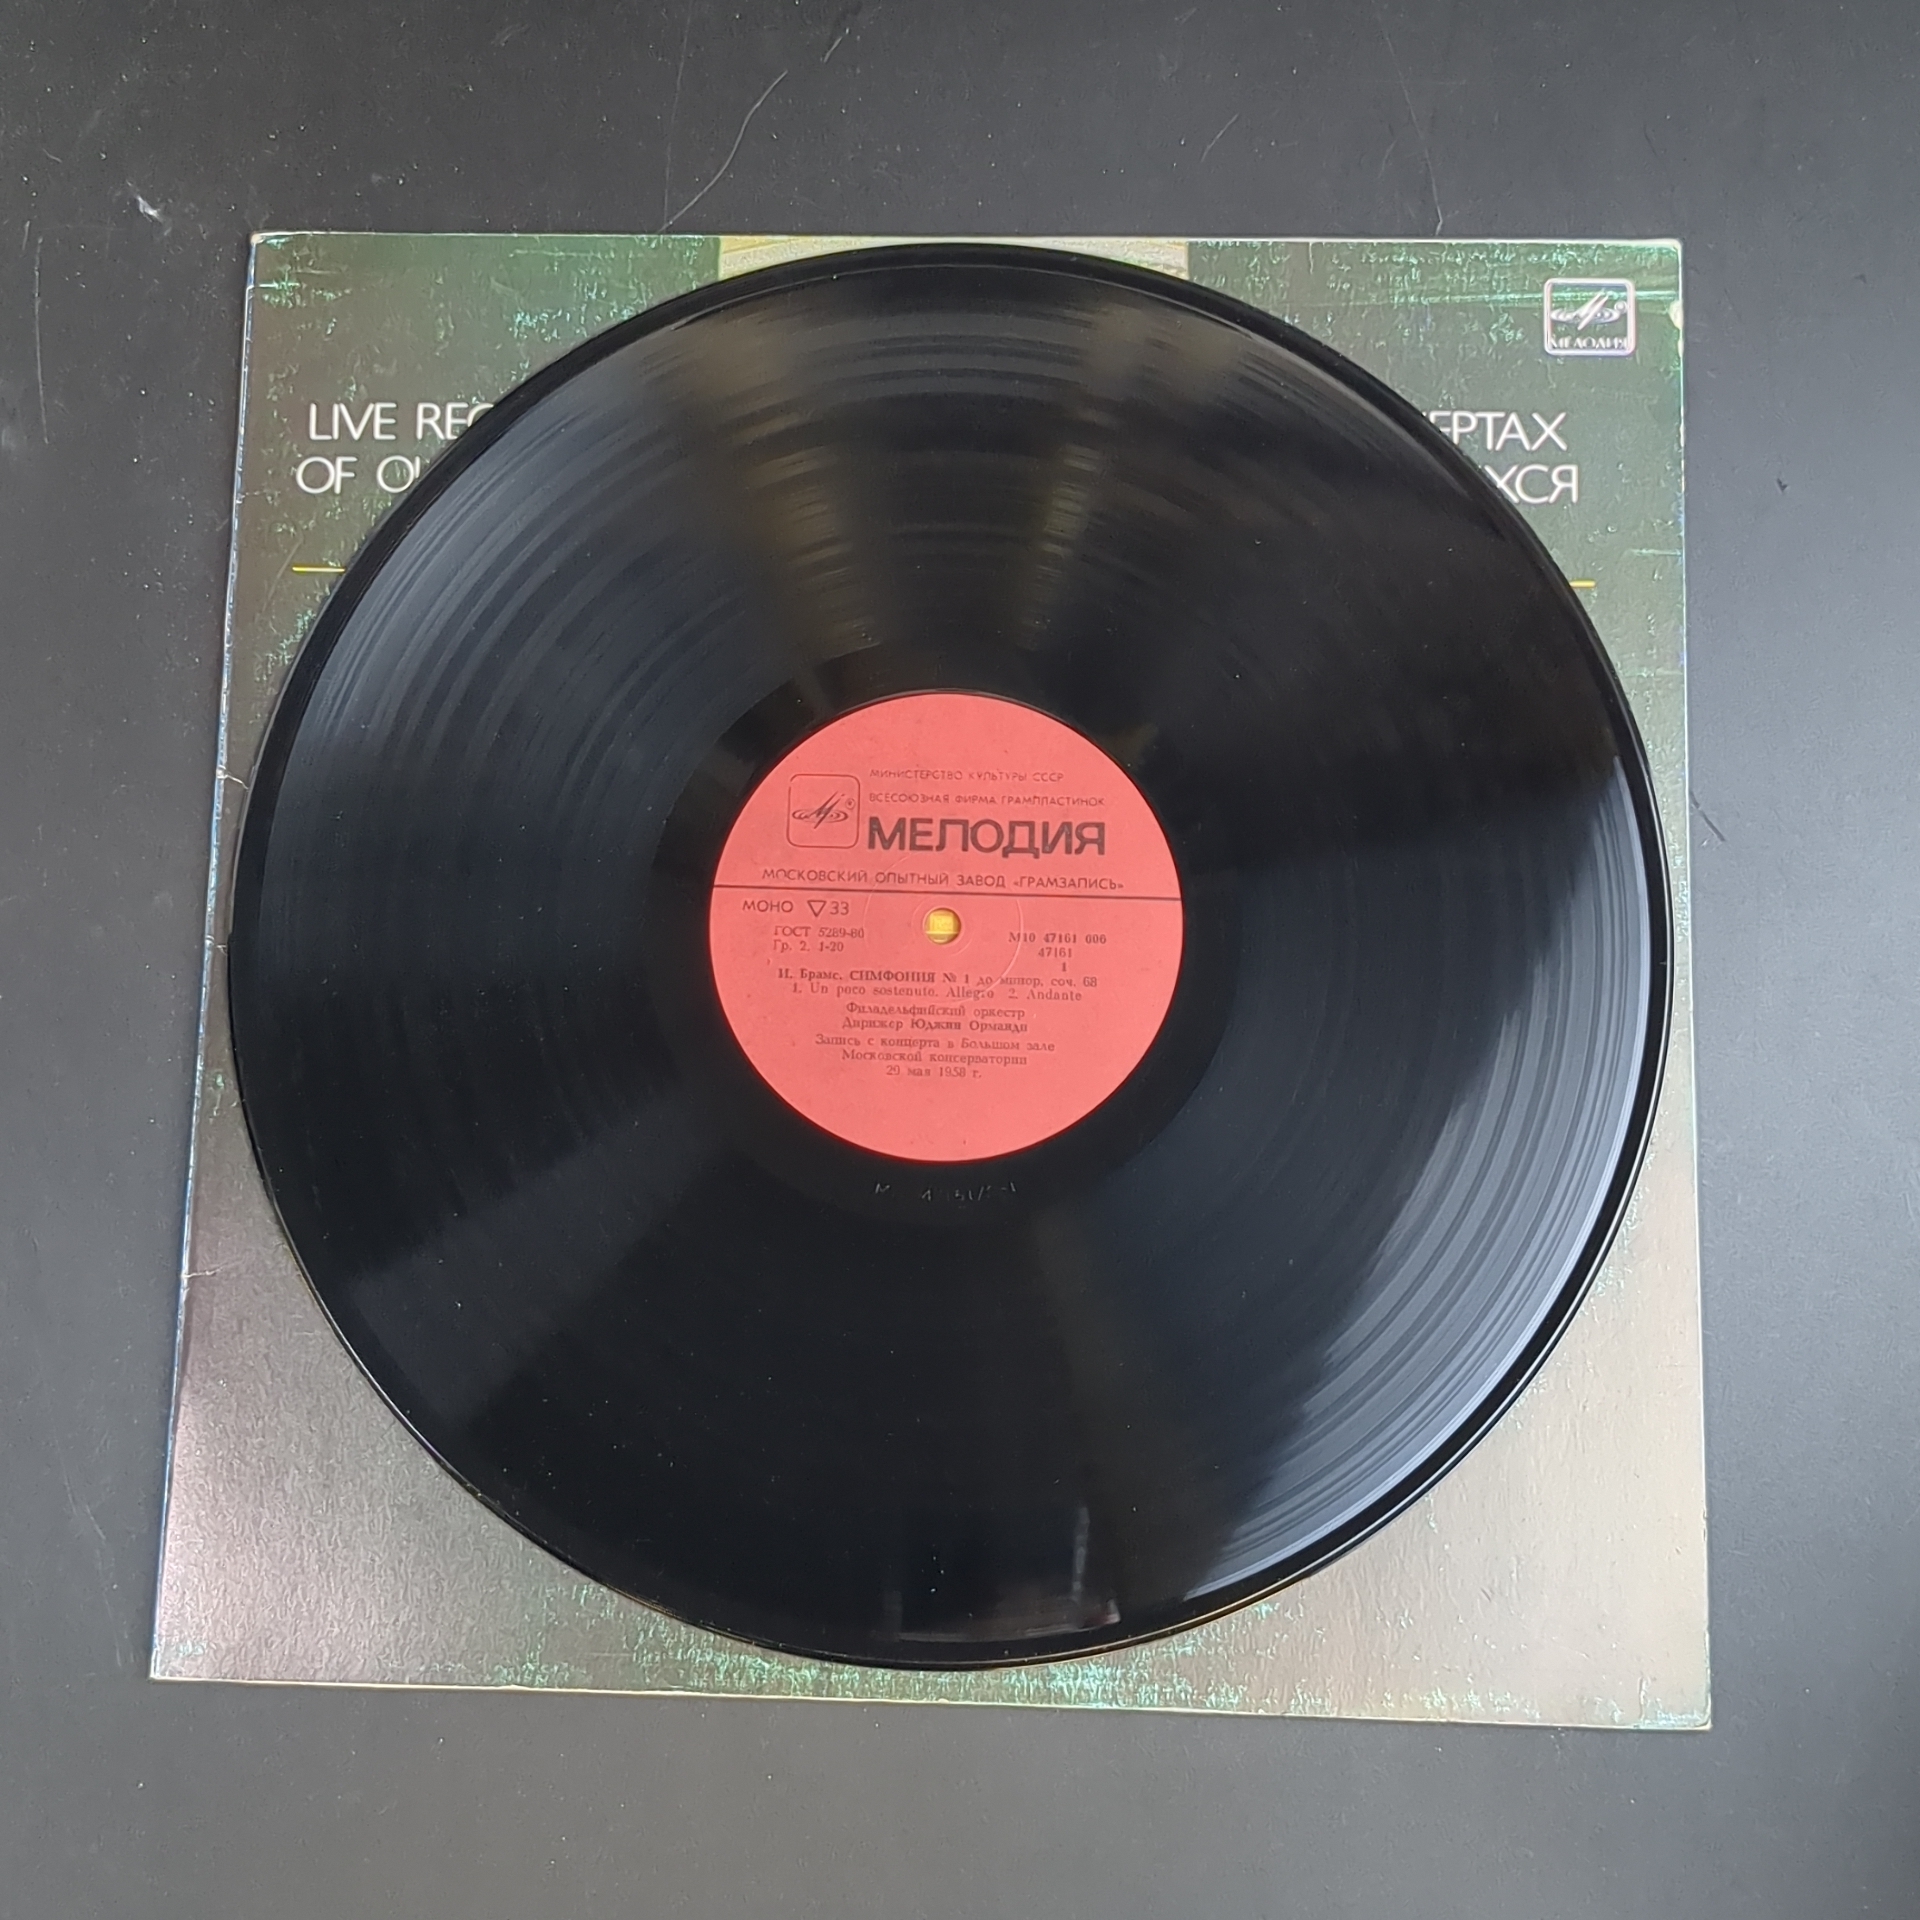 МЕЛОДИЯ
LIVE REC
OF OU
ЕРТАХ
ХСЯ
МИНИСТЕРСТВО КУЛЬТУРЫ СССР
ВСЕСОЮЗНАЯ ФИРМА ГРАМПЛАСТИНОК
МЕЛОДИЯ
МОСКОВСКИЙ ОПЫТНЫЙ ЗАВОД «ГРАМЗАПИСЬ»
МОНО 33
ГОСТ 5289-80
Гр. 2. 1-20
М10 47161 006
47161
1
И. Брамс. СИМФОНИЯ № 1 до минор, соч. 68
1. Un poco sostenuto. Allegro 2. Andante
Филадельфийский оркестр
Дирижер Юджин Орманди
Запись с концерта в Большом зале
Московской консерватории
29 мая 1958 г.